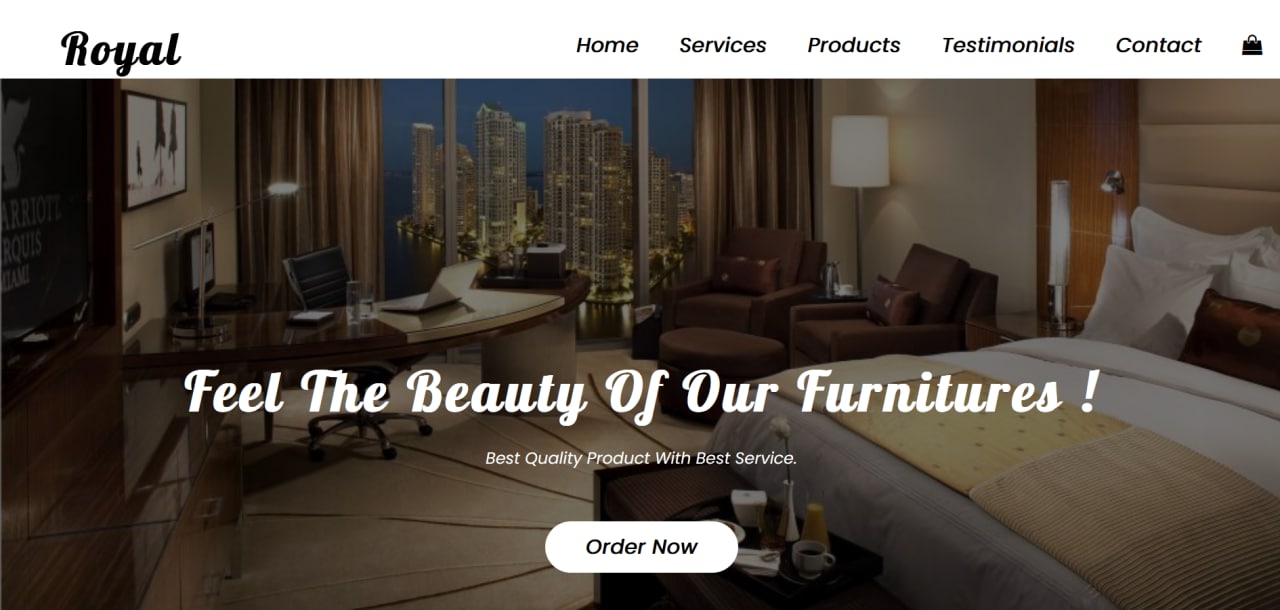 Royal
Home Services Products Testimonials Contact
ARRIOTT
RQUIS
MIAMI
Feel The Beauty Of Our Furnitures !
Best Quality Product With Best Service.
Order Now